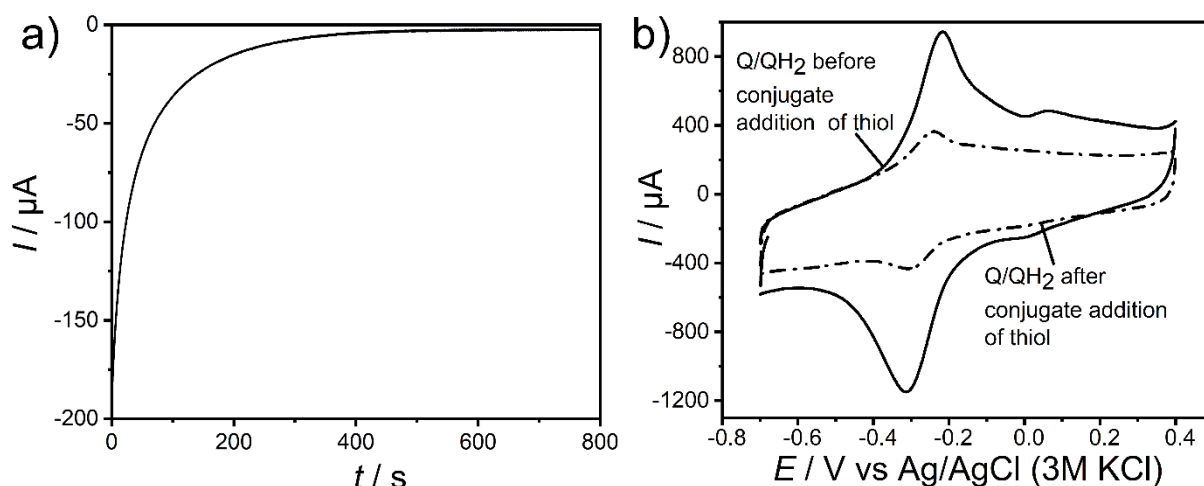 a)
0
-50
-100
-150
-200
I / µA
0 200 400 600 800
t / s
b)
800
400
0
-400
-800
-1200
I / µA
Q/QH₂ before
conjugate
addition of thiol
Q/QH₂ after
conjugate addition
of thiol
-0.8 -0.6 -0.4 -0.2 0.0 0.2 0.4
E / V vs Ag/AgCl (3M KCl)